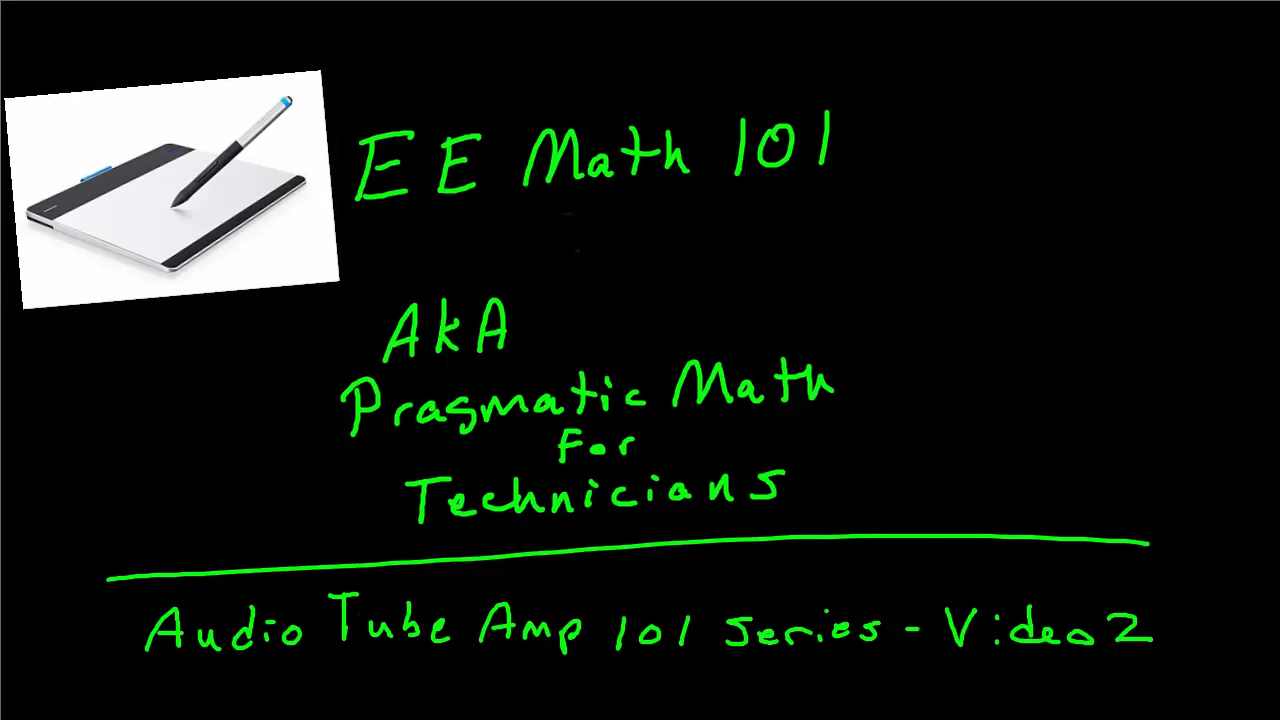 EE Math 101
AKA
Pragmatic Math
For
Technicians
Audio Tube Amp 101 Series - Video 2